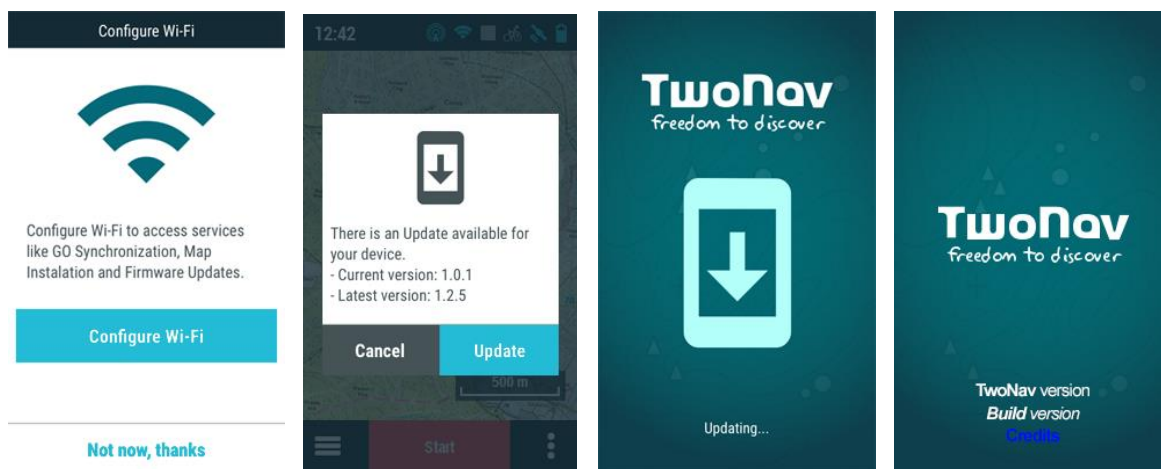 Configure Wi-Fi
Configure Wi-Fi to access services
like GO Synchronization, Map
Instalation and Firmware Updates.
Configure Wi-Fi
Not now, thanks
12:42
There is an Update available for
your device.
- Current version: 1.0.1
- Latest version: 1.2.5
Cancel
Update
500 m
Start
TwoNav
freedom to discover
Updating...
TwoNav
freedom to discover
TwoNav version
Build version
Credits